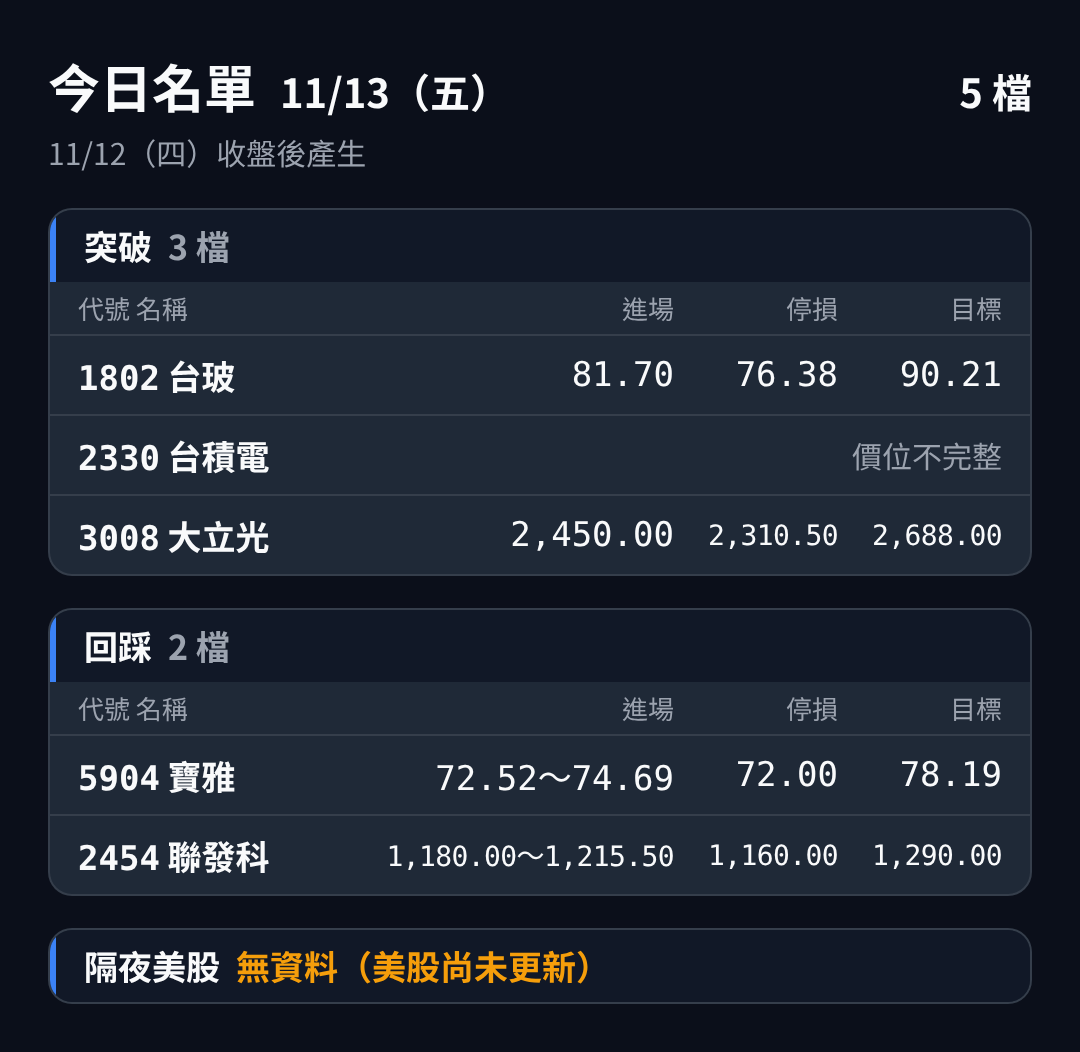 今日名單 11/13（五） 5 檔
11/12（四）收盤後產生
突破 3 檔
代號 名稱 進場 停損 目標
1802 台玻 81.70 76.38 90.21
2330 台積電 價位不完整
3008 大立光 2,450.00 2,310.50 2,688.00
回踩 2 檔
代號 名稱 進場 停損 目標
5904 寶雅 72.52～74.69 72.00 78.19
2454 聯發科 1,180.00～1,215.50 1,160.00 1,290.00
隔夜美股 無資料（美股尚未更新）